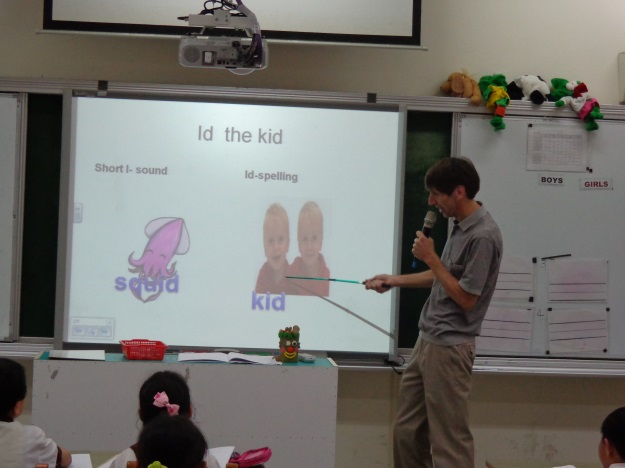 Id the kid
Short I- sound
Id-spelling
squid
kid
BOYS
GIRLS